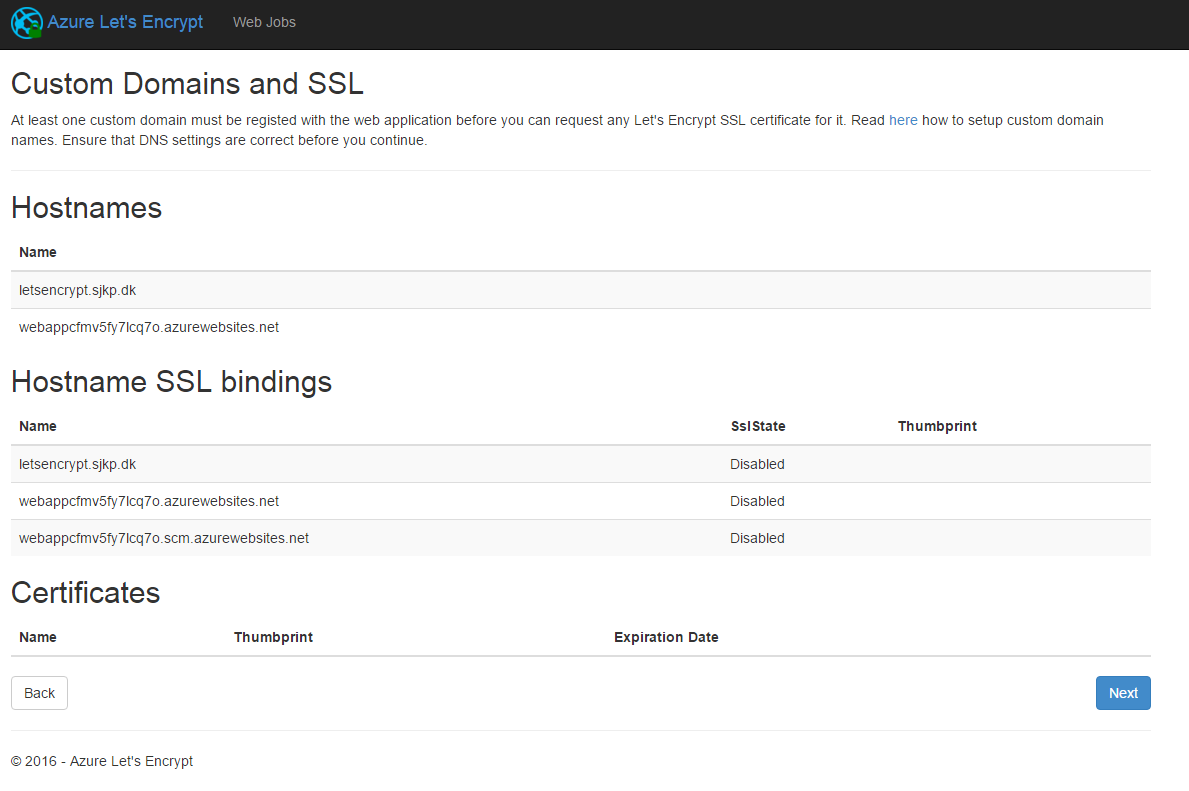 Azure Let's Encrypt Web Jobs
Custom Domains and SSL
At least one custom domain must be registed with the web application before you can request any Let's Encrypt SSL certificate for it. Read here how to setup custom domain
names. Ensure that DNS settings are correct before you continue.
Hostnames
Name
letsencrypt.sjkp.dk
webappcfmv5fy7lcq7o.azurewebsites.net
Hostname SSL bindings
Name SslState Thumbprint
letsencrypt.sjkp.dk Disabled
webappcfmv5fy7lcq7o.azurewebsites.net Disabled
webappcfmv5fy7lcq7o.scm.azurewebsites.net Disabled
Certificates
Name Thumbprint Expiration Date
Back Next
© 2016 - Azure Let's Encrypt